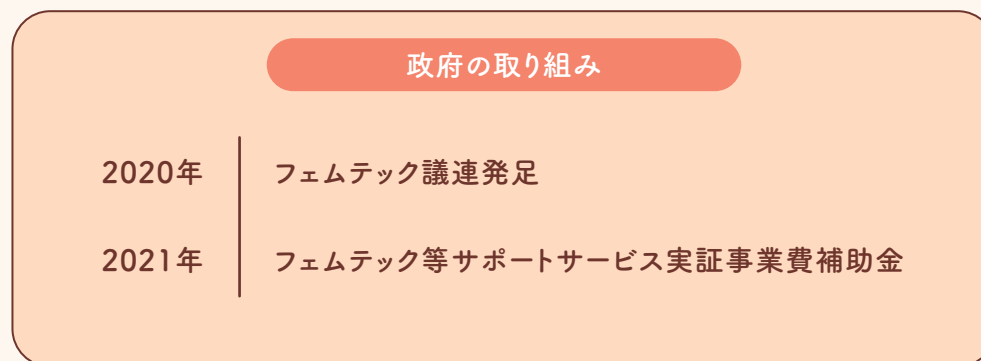 政府の取り組み
2020年 フェムテック議連発足
2021年 フェムテック等サポートサービス実証事業費補助金